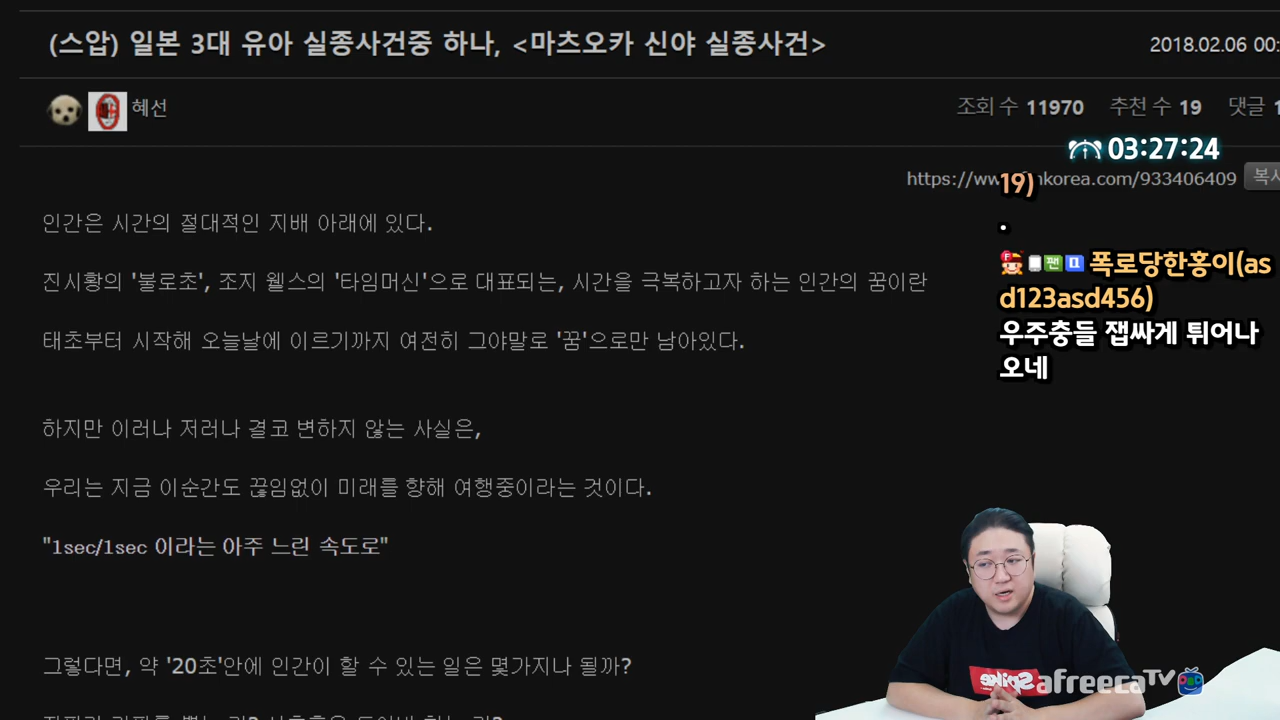 (스압) 일본 3대 유아 실종사건중 하나, <마츠오카 신야 실종사건>
2018.02.06 00:
혜선
조회 수 11970 추천 수 19 댓글 1
03:27:24
korea.com/933406409 복사
19)
.
인간은 시간의 절대적인 지배 아래에 있다.
폭로당한홍이(as
d123asd456)
우주충들 잽싸게 튀어나
오네
진시황의 '불로초', 조지 웰스의 '타임머신'으로 대표되는, 시간을 극복하고자 하는 인간의 꿈이란
태초부터 시작해 오늘날에 이르기까지 여전히 그야말로 '꿈'으로만 남아있다.
하지만 이러나 저러나 결코 변하지 않는 사실은,
우리는 지금 이순간도 끊임없이 미래를 향해 여행중이라는 것이다.
"1sec/1sec 이라는 아주 느린 속도로"
그렇다면, 약 '20초'안에 인간이 할 수 있는 일은 몇가지나 될까?
afreecaTV